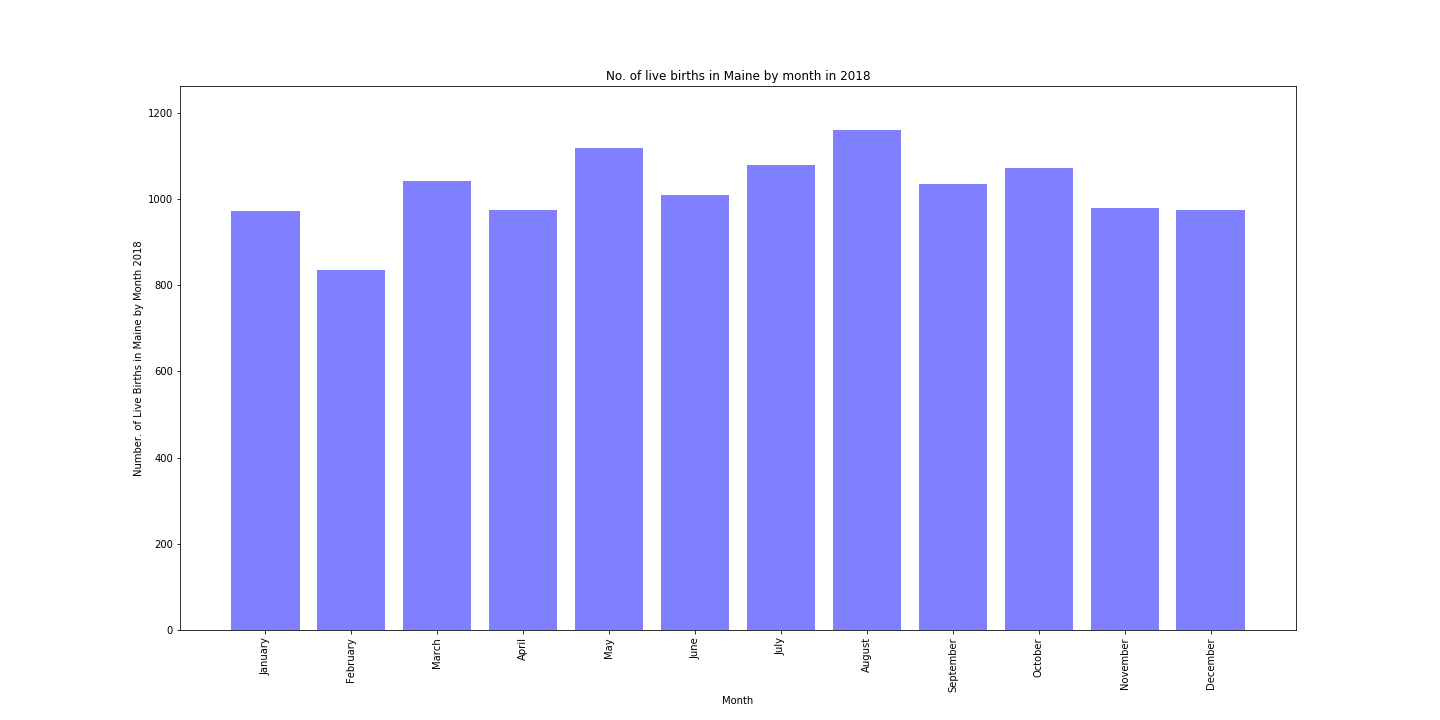 No. of live births in Maine by month in 2018
Number. of Live Births in Maine by Month 2018
1200
1000
800
600
400
200
0
January
February
March
April
May
June
July
August
September
October
November
December
Month